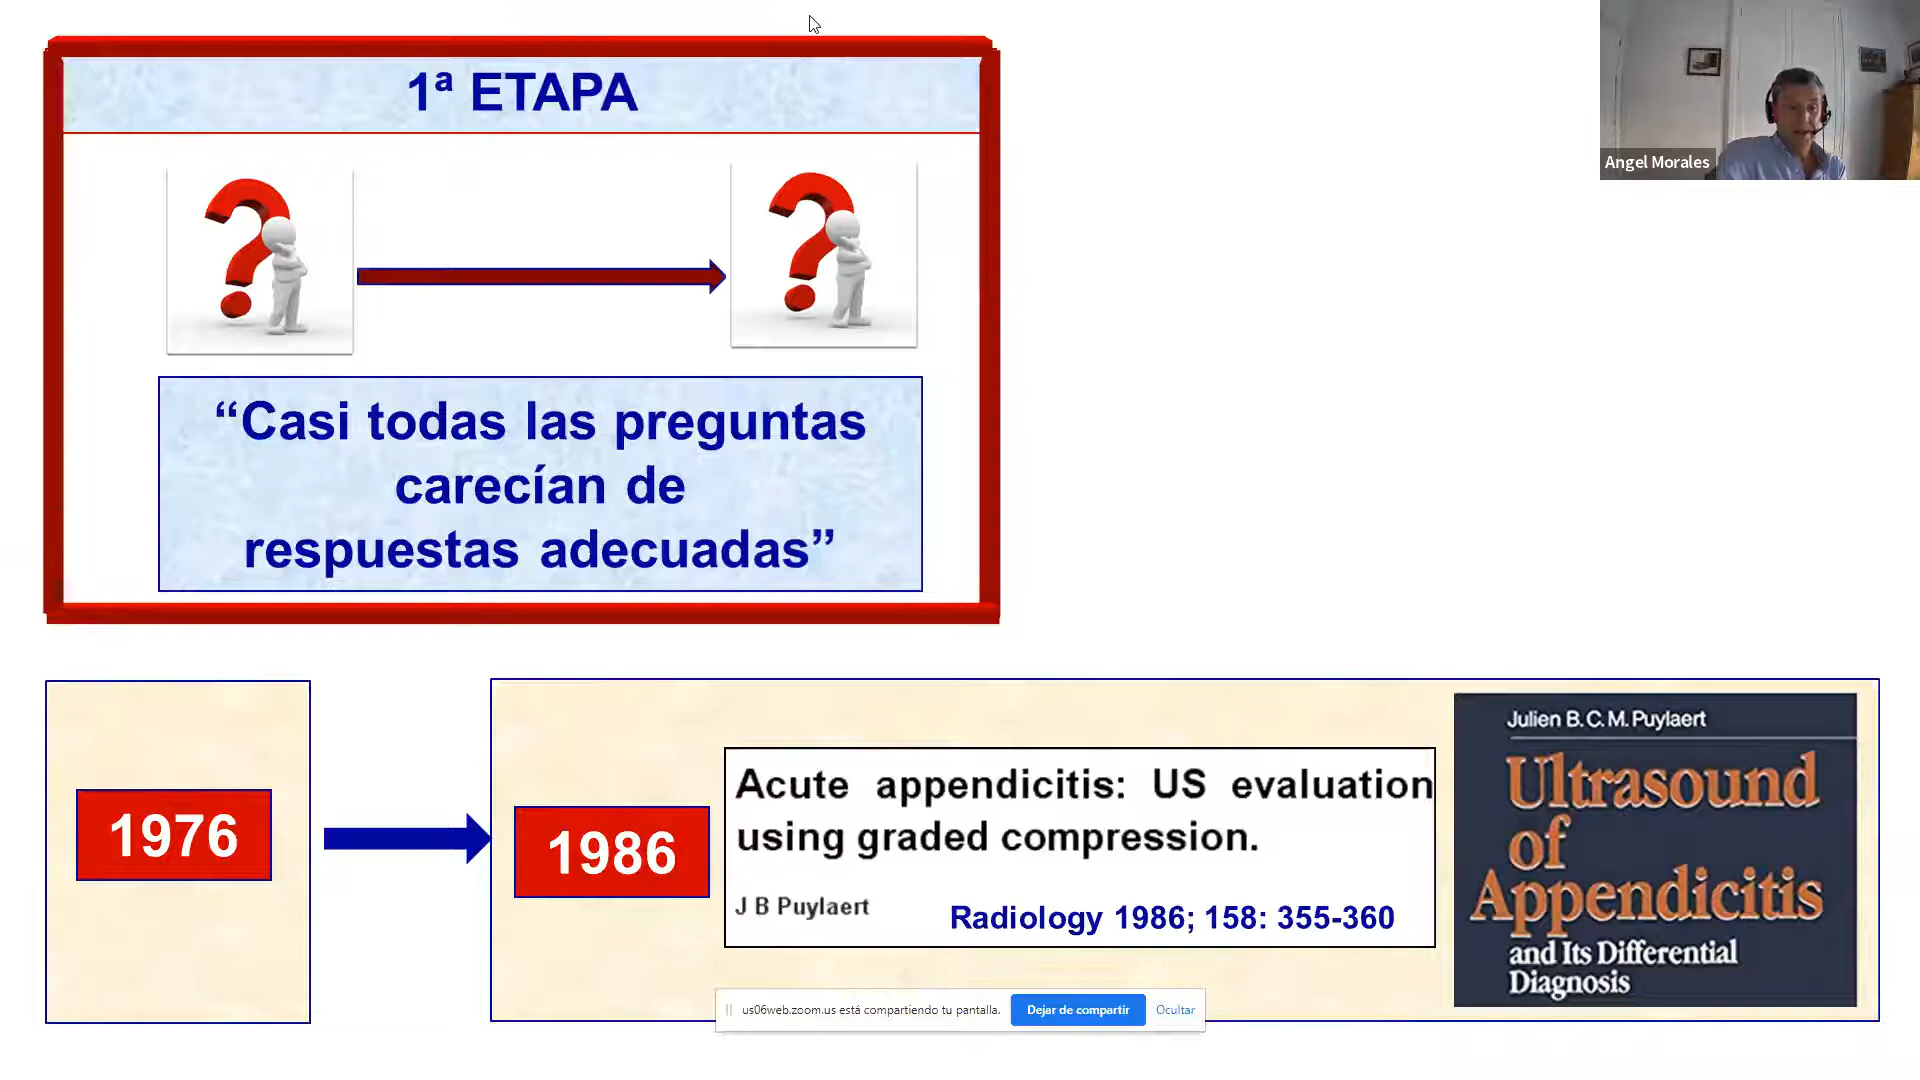 1ª ETAPA
“Casi todas las preguntas
carecían de
respuestas adecuadas”
Angel Morales
1976
1986
Acute appendicitis: US evaluation
using graded compression.
J B Puylaert
Radiology 1986; 158: 355-360
Julien B.C.M. Puylaert
Ultrasound
of
Appendicitis
and Its Differential
Diagnosis
us06web.zoom.us está compartiendo tu pantalla.
Dejar de compartir
Ocultar